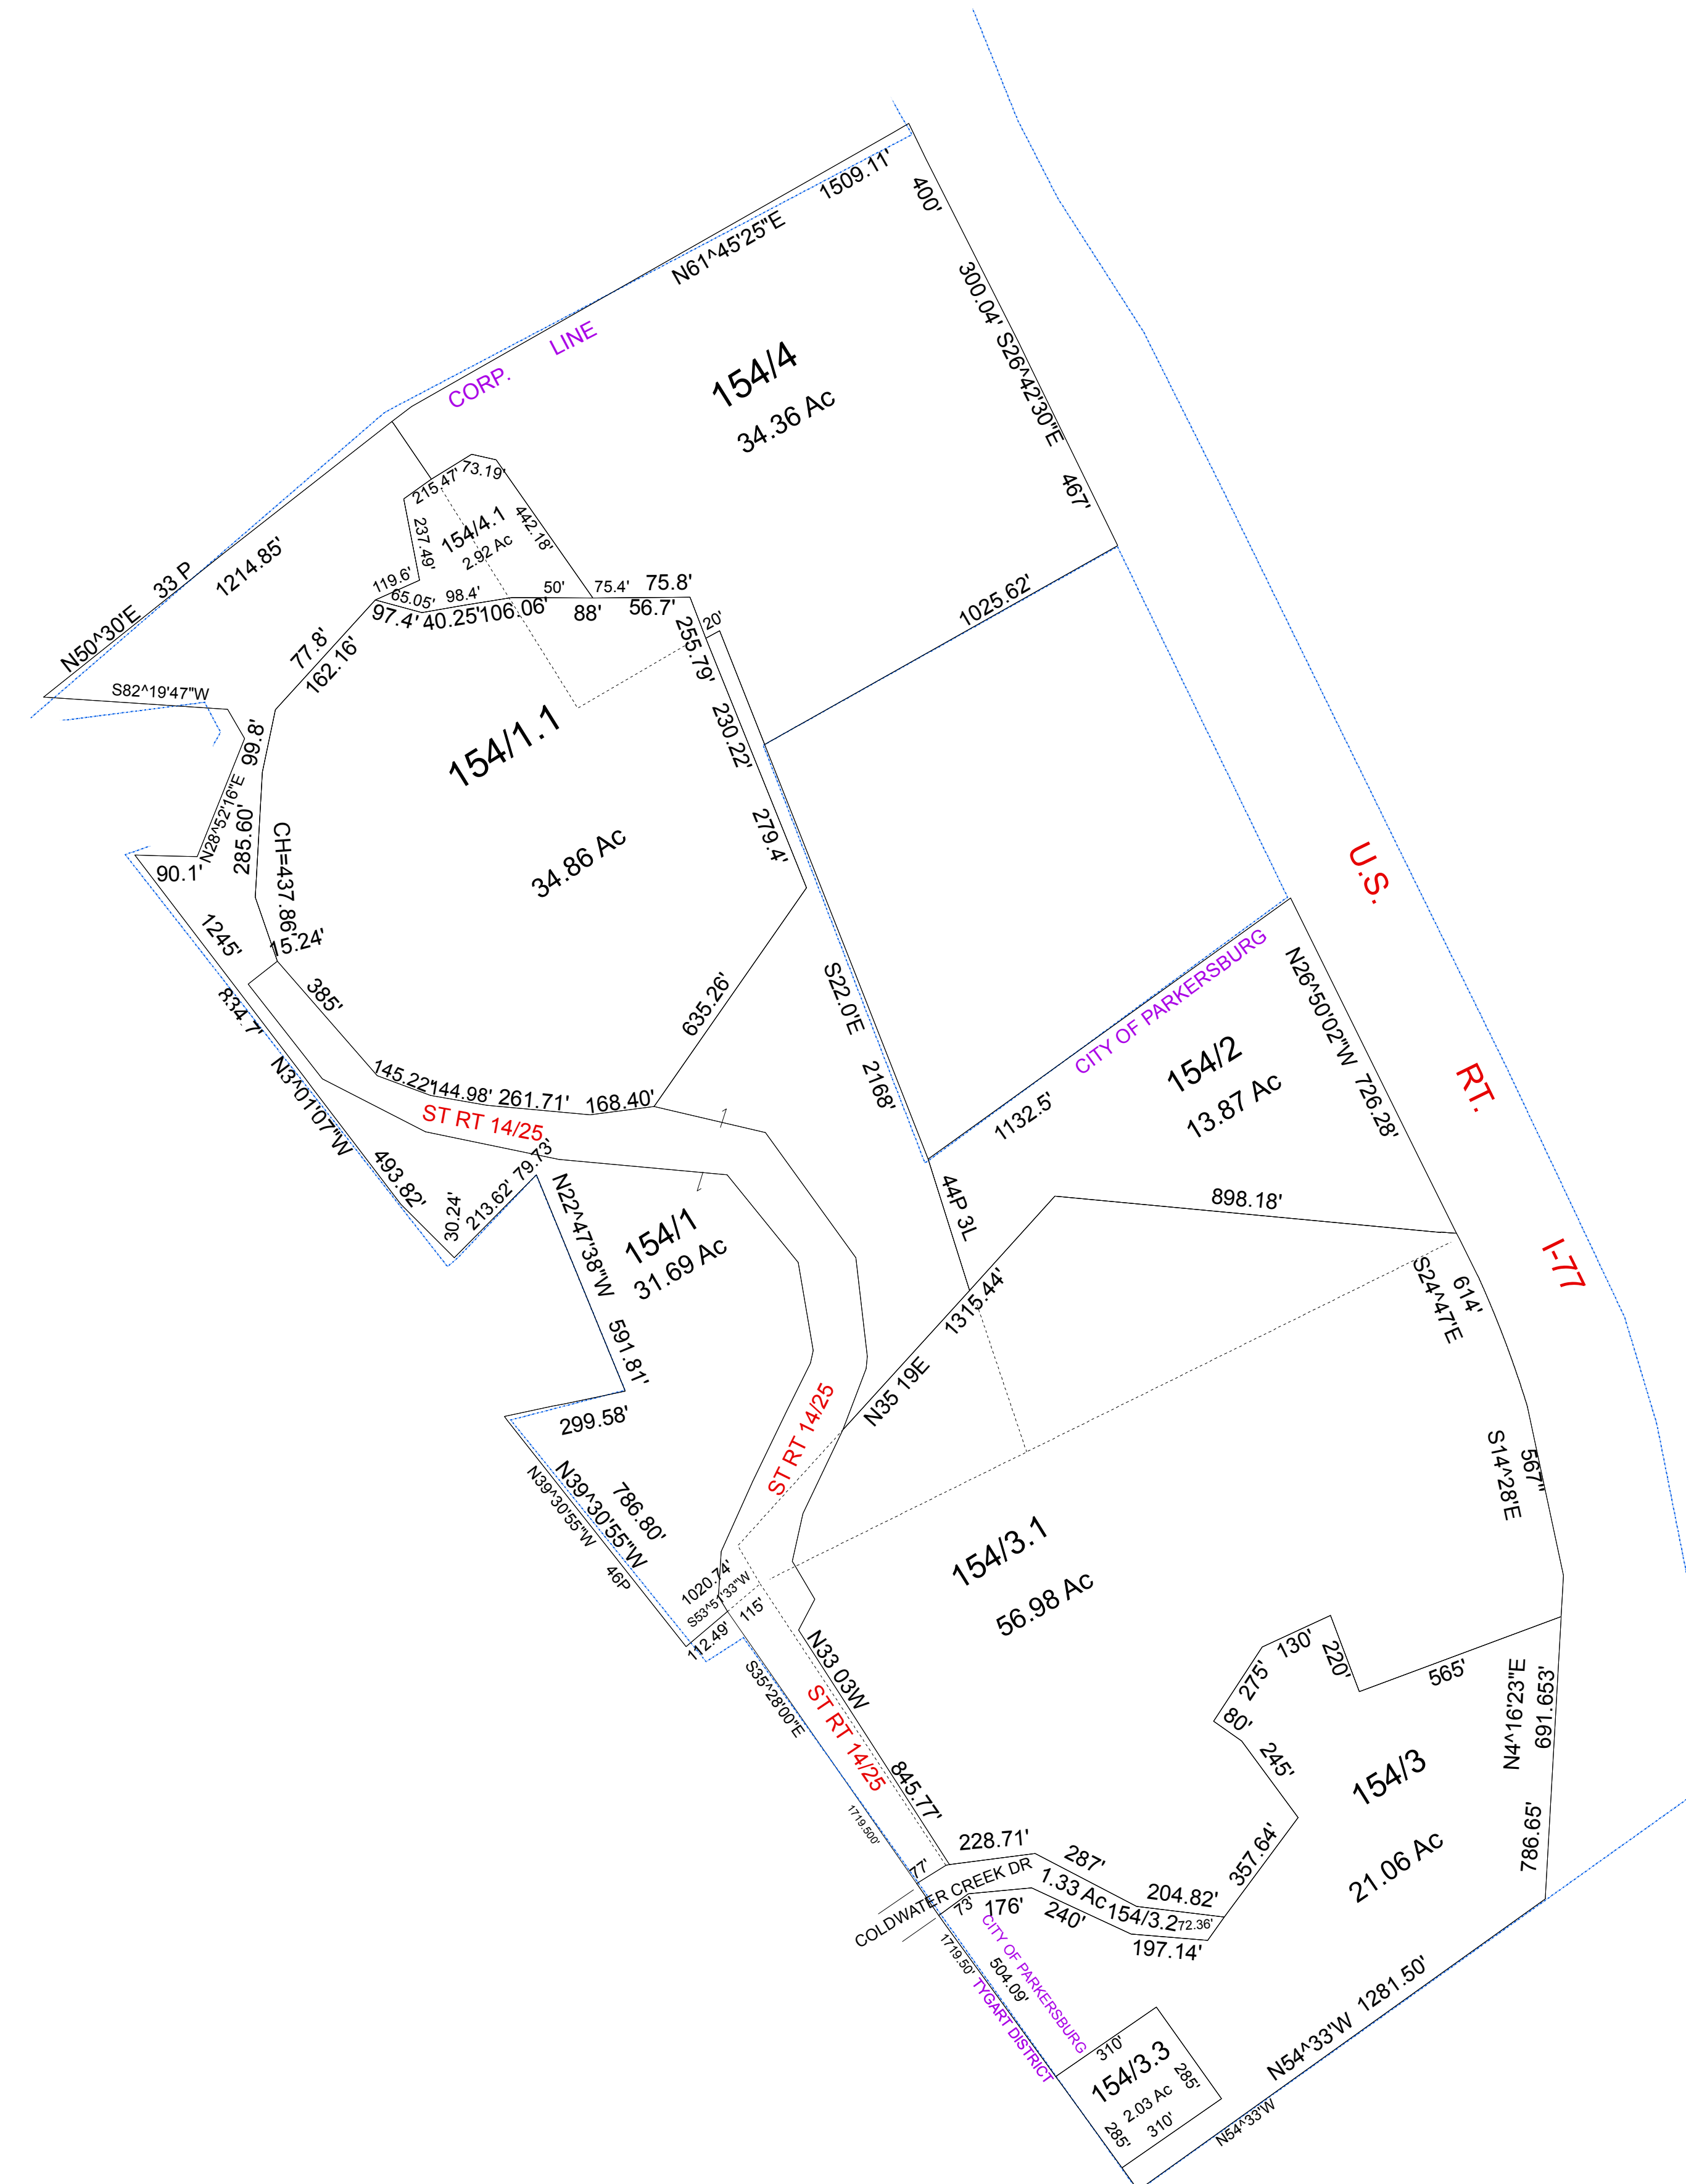 1509.11'
400'
N61^45'25"E
300.04' S26^42'30"E
CORP. LINE
154/4
34.36 Ac
467'
33 P
N50^30'E
1214.85'
215.47'
73.19'
237.49'
154/4.1
2.92 Ac
442.18'
119.6'
65.05'
98.4'
50'
75.4'
75.8'
97.4'
40.25'
106.06'
88'
56.7'
20'
1025.62'
77.8'
162.16'
255.79'
230.22'
279.4'
S82^19'47"W
99.8'
N28^52'16"E
285.60'
CH=437.86'
154/1.1
34.86 Ac
90.1'
15.24'
1245'
385'
834.7'
635.26'
S22.0'E
2168'
U.S.
RT.
I-77
CITY OF PARKERSBURG
N26^50'02"W
726.28'
154/2
13.87 Ac
1132.5'
N3^01'07"W
145.22'
144.98'
261.71'
168.40'
ST RT 14/25
493.82'
30.24'
213.62'
79.73'
N22^47'38"W
591.81'
154/1
31.69 Ac
44P 3L
898.18'
1315.44'
N35 19E
614'
S24^47'E
299.58'
ST RT 14/25
567"
S14^28'E
N39^30'55"W
786.80'
N39^30'55"W
46P
1020.74'
S53^51'33"W
115'
112.49'
154/3.1
56.98 Ac
N33 03W
ST RT 14/25
S35^28'00"E
845.77'
1719.500'
130'
220'
275'
565'
80'
245'
N4^16'23"E
691.653'
154/3
21.06 Ac
786.65'
357.64'
228.71'
287'
204.82'
77'
COLDWATER CREEK DR
1.33 Ac
154/3.2
72.36'
73'
176'
240'
197.14'
1719.50'
504.09'
CITY OF PARKERSBURG
TYGART DISTRICT
310'
154/3.3
2.03 Ac
285'
310'
285'
N54^33'W
1281.50'
N54^33'W